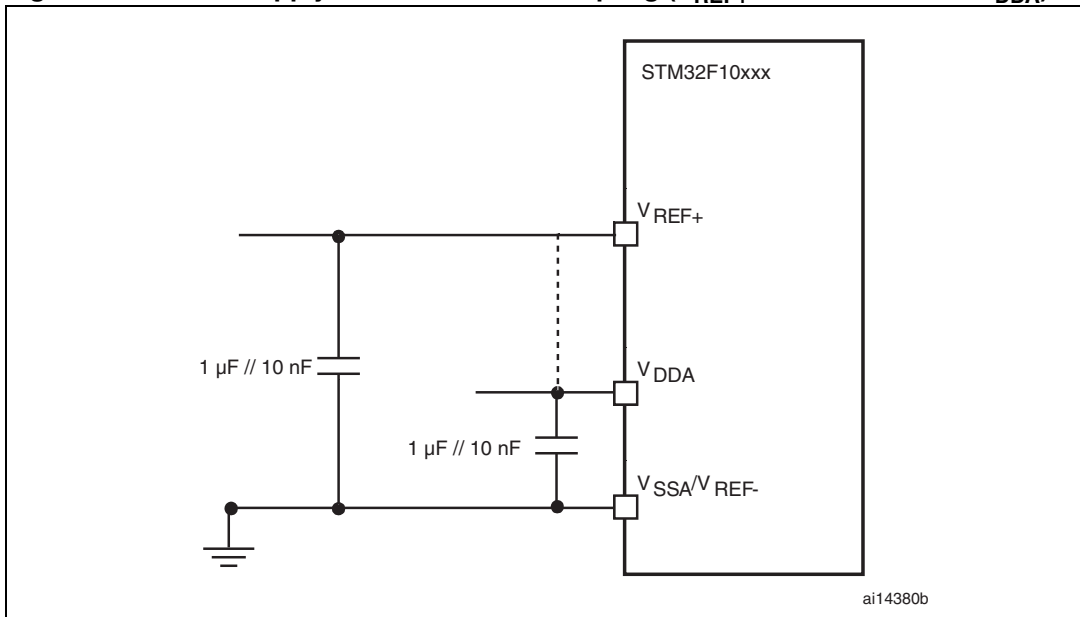 STM32F10xxx
VREF+
1 µF // 10 nF
VDDA
1 µF // 10 nF
VSSA/VREF-
ai14380b